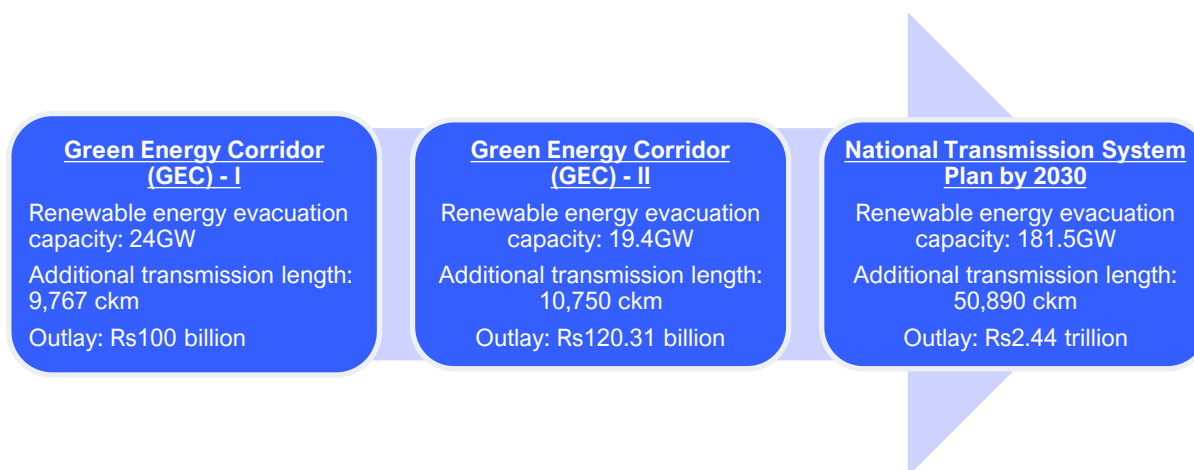 Green Energy Corridor
(GEC) - I
Renewable energy evacuation
capacity: 24GW
Additional transmission length:
9,767 ckm
Outlay: Rs100 billion
Green Energy Corridor
(GEC) - II
Renewable energy evacuation
capacity: 19.4GW
Additional transmission length:
10,750 ckm
Outlay: Rs120.31 billion
National Transmission System
Plan by 2030
Renewable energy evacuation
capacity: 181.5GW
Additional transmission length:
50,890 ckm
Outlay: Rs2.44 trillion